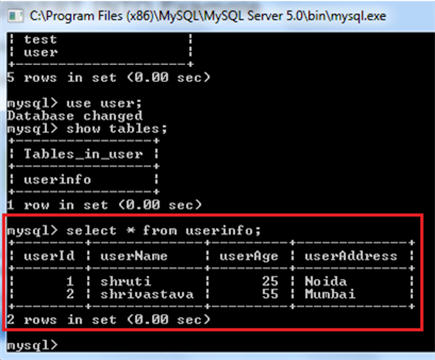 C:\Program Files (x86)\MySQL\MySQL Server 5.0\bin\mysql.exe
| test
| user
+--------------------+
5 rows in set (0.00 sec)
mysql> use user;
Database changed
mysql> show tables;
+----------------+
| Tables_in_user |
+----------------+
| userinfo       |
+----------------+
1 row in set (0.00 sec)
mysql> select * from userinfo;
+--------+-------------+---------+-------------+
| userId | userName    | userAge | userAddress |
+--------+-------------+---------+-------------+
|      1 | shruti      |      25 | Noida       |
|      2 | shrivastava |      55 | Mumbai      |
+--------+-------------+---------+-------------+
2 rows in set (0.00 sec)
mysql>